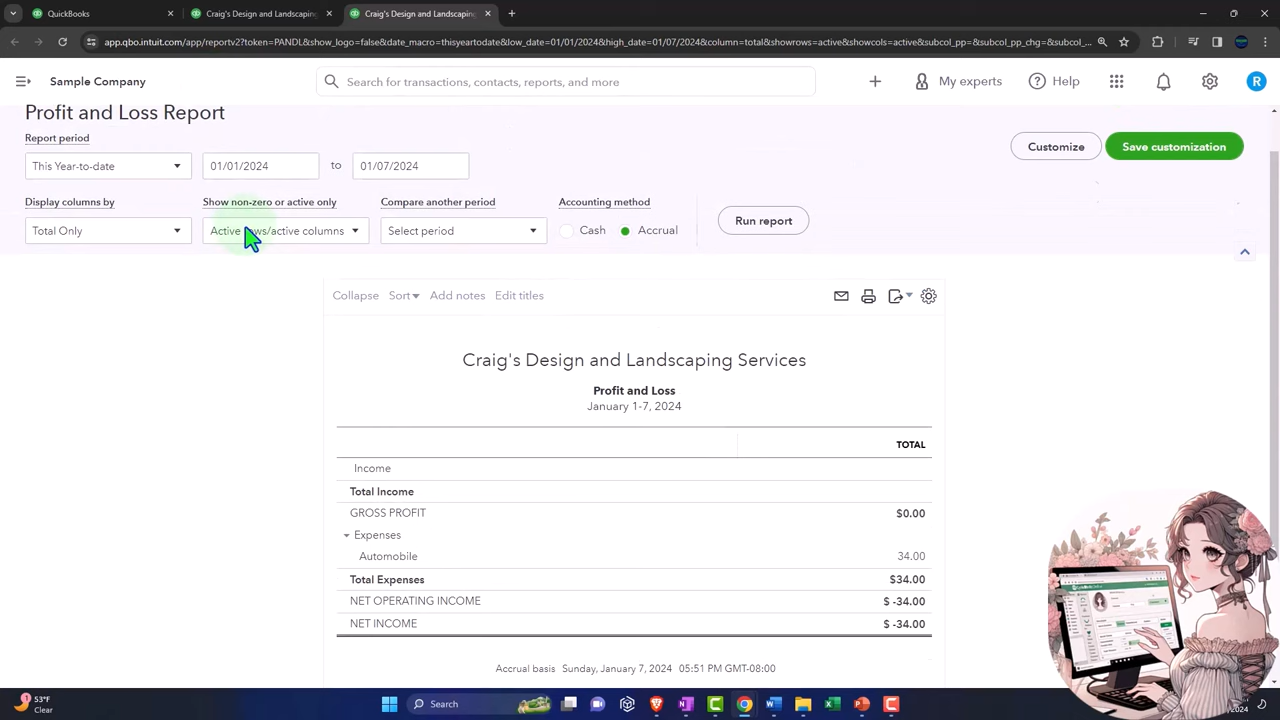 QuickBooks
Craig's Design and Landscaping
Craig's Design and Landscaping
app.qbo.intuit.com/app/reportv2?token=PANDL&show_logo=false&date_macro=thisyeartodate&low_date=01/01/2024&high_date=01/07/2024&column=total&showrows=active&showcols=active&subcol_pp=&subcol_pp_chg=&subcol_...
Sample Company
Search for transactions, contacts, reports, and more
My experts
Help
R
Profit and Loss Report
Report period
This Year-to-date
01/01/2024
to
01/07/2024
Customize
Save customization
Display columns by
Show non-zero or active only
Compare another period
Accounting method
Total Only
Active rows/active columns
Select period
Cash
Accrual
Run report
Collapse
Sort
Add notes
Edit titles
Craig's Design and Landscaping Services
Profit and Loss
January 1-7, 2024
TOTAL
Income
Total Income
GROSS PROFIT $0.00
Expenses
Automobile 34.00
Total Expenses $34.00
NET OPERATING INCOME $ -34.00
NET INCOME $ -34.00
Accrual basis Sunday, January 7, 2024 05:51 PM GMT-08:00
53°F
Clear
Search